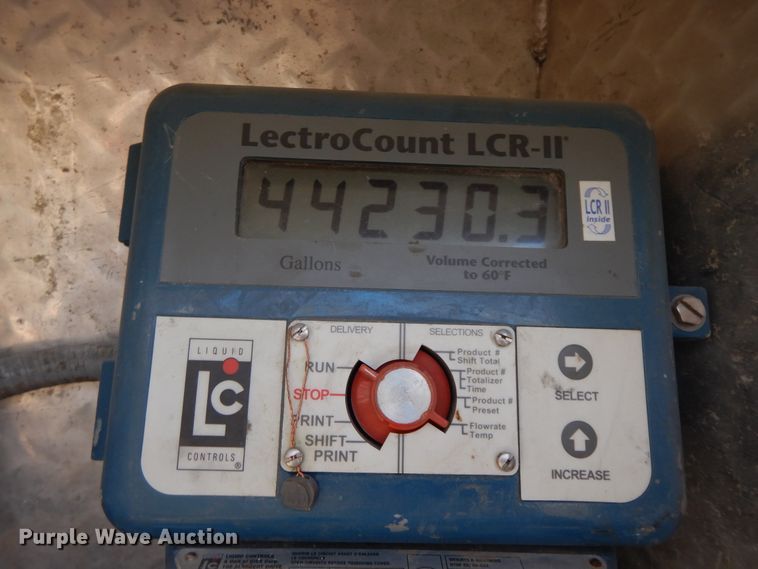 LectroCount LCR-II®
44230.3
LCR II
inside
Gallons
Volume Corrected
to 60°F
LIQUID
LC
CONTROLS®
DELIVERY
RUN
STOP
PRINT
SHIFT
PRINT
SELECTIONS
Product #
Shift Total
Product #
Totalizer
Time
Product #
Preset
Flowrate
Temp
SELECT
INCREASE
Purple Wave Auction
LIQUID CONTROLS